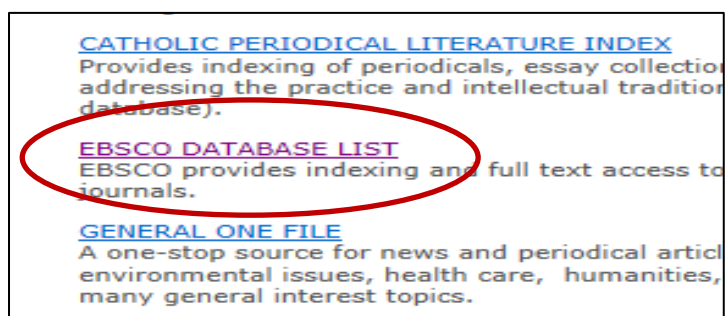 CATHOLIC PERIODICAL LITERATURE INDEX
Provides indexing of periodicals, essay collection
addressing the practice and intellectual tradition
database).
EBSCO DATABASE LIST
EBSCO provides indexing and full text access to
journals.
GENERAL ONE FILE
A one-stop source for news and periodical articl
environmental issues, health care, humanities,
many general interest topics.